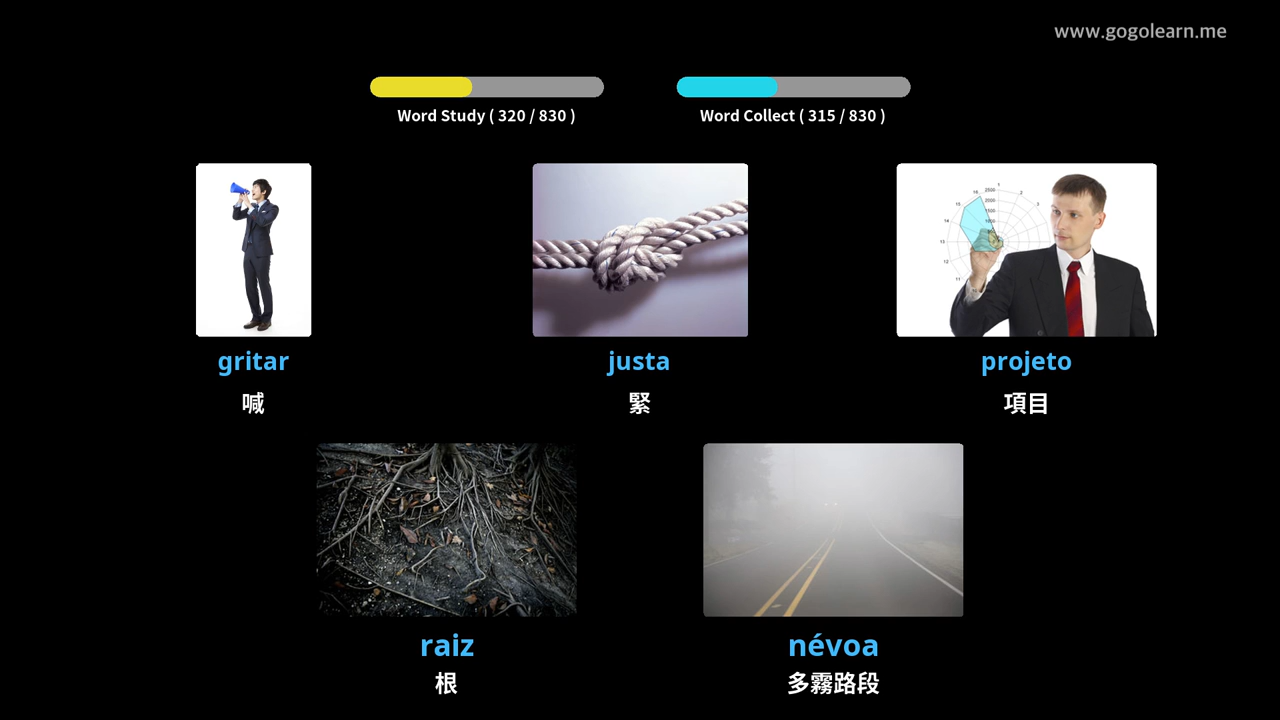 www.gogolearn.me
Word Study ( 320 / 830 )
Word Collect ( 315 / 830 )
gritar
喊
justa
緊
projeto
項目
raiz
根
névoa
多霧路段